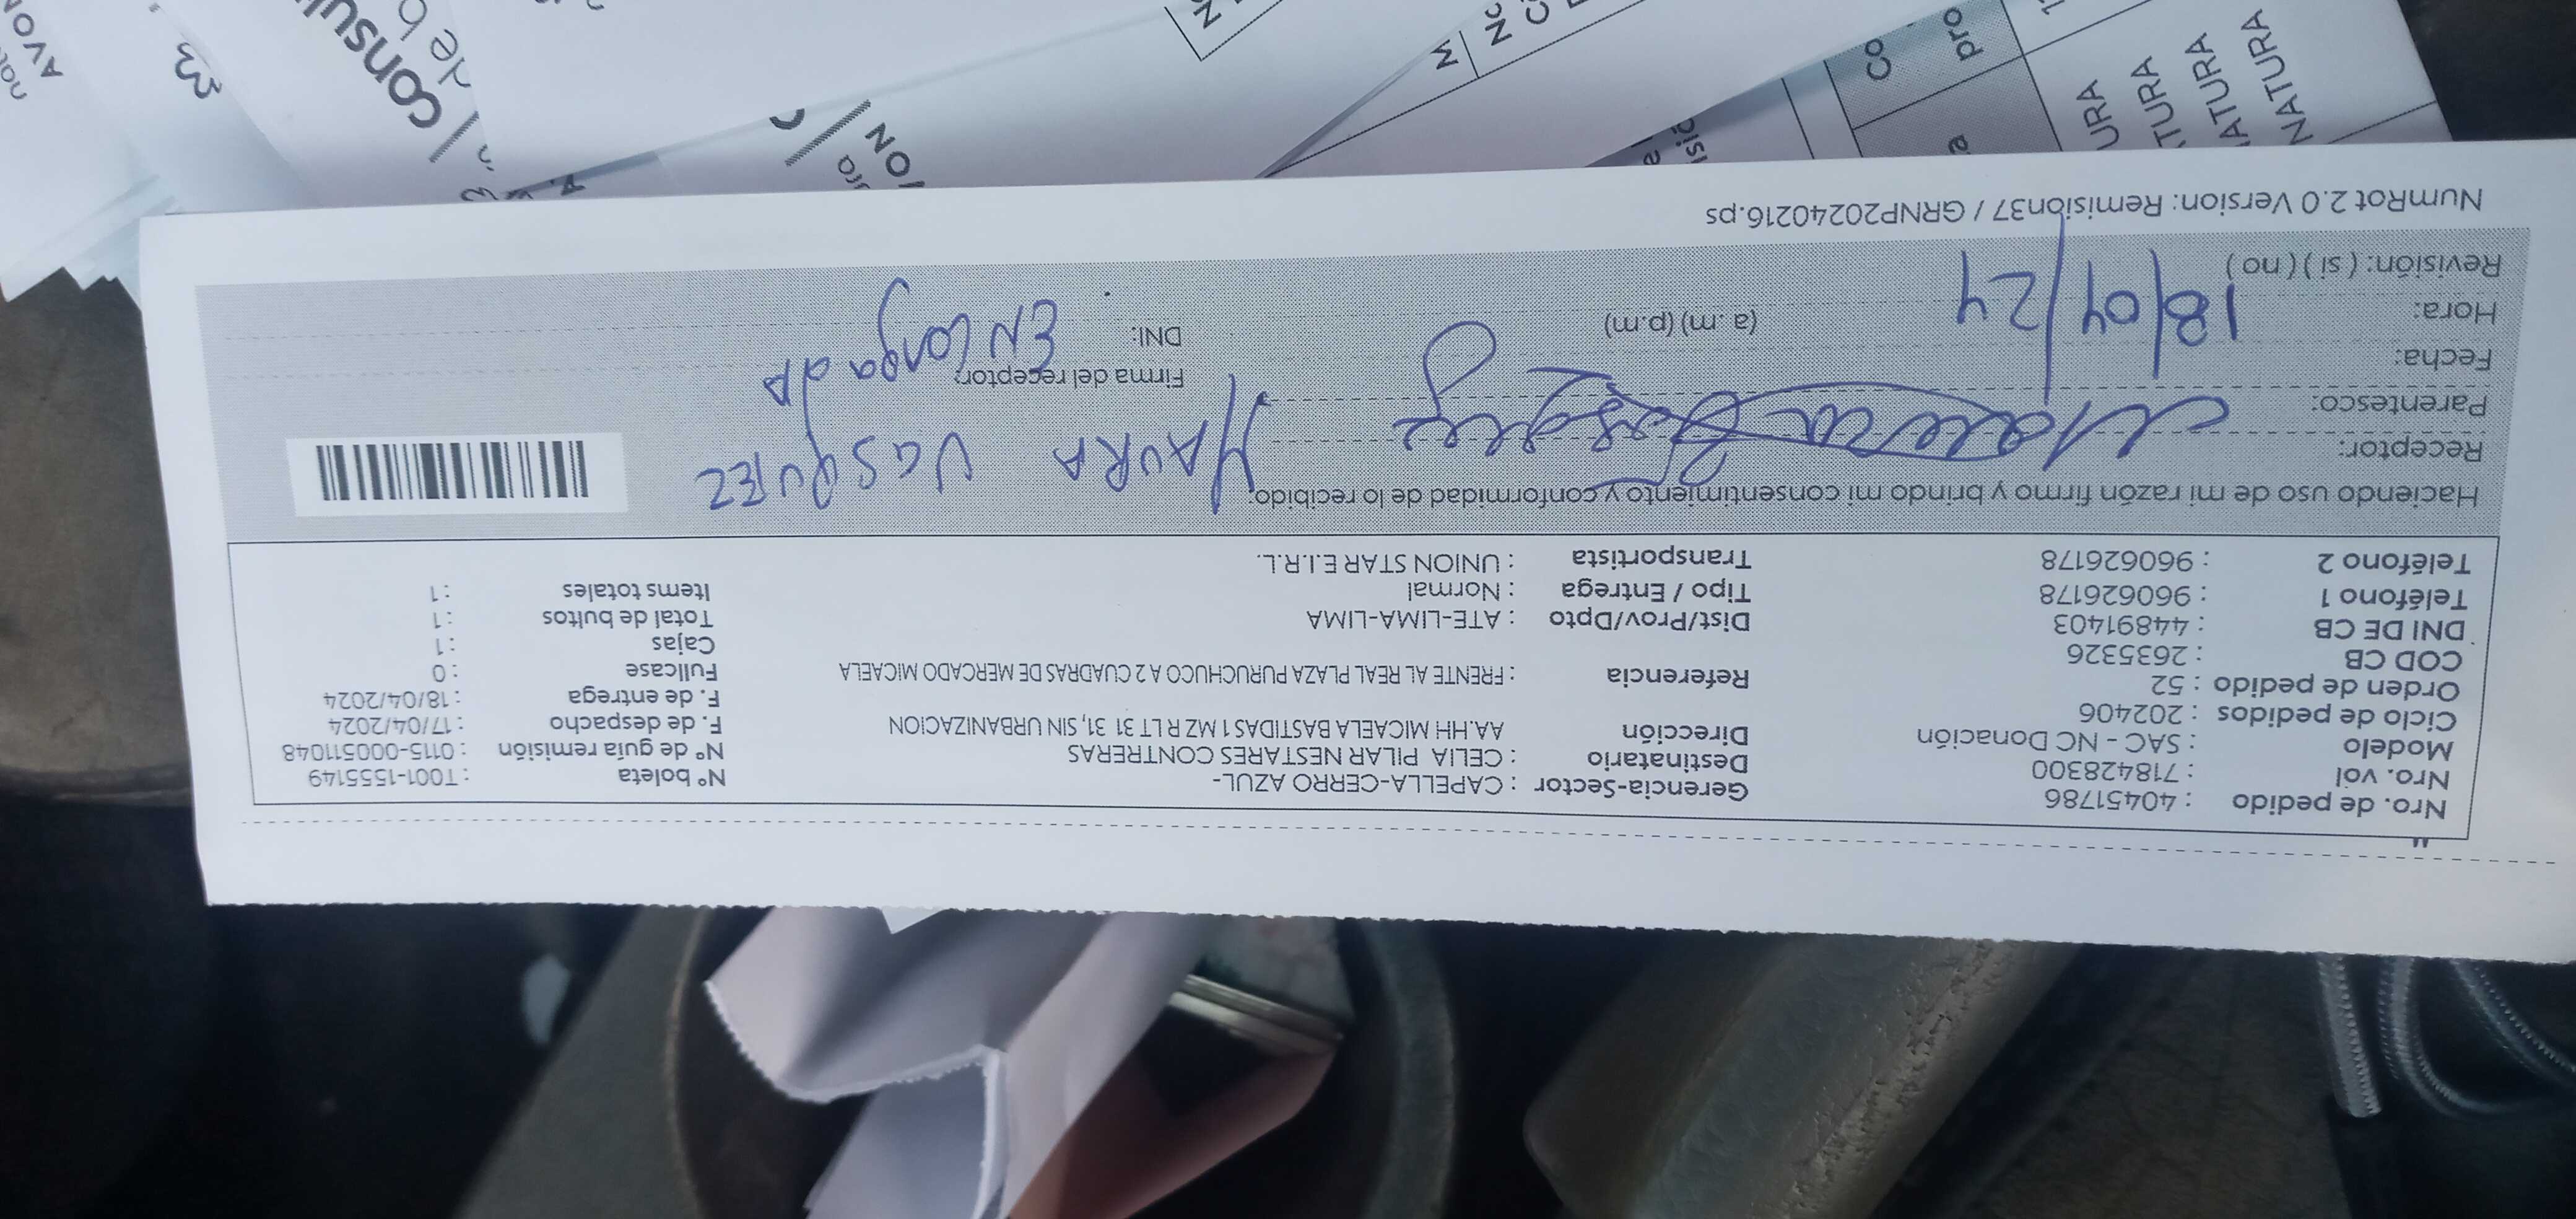 Nro. de pedido : 40451786
Nro. vol : 718428300
Modelo : SAC - NC Donación
Ciclo de pedidos : 202406
Orden de pedido : 52
COD CB : 2635326
DNI DE CB : 44891403
Teléfono 1 : 960626178
Teléfono 2 : 960626178
Gerencia-Sector : CAPELLA-CERRO AZUL-
Destinatario : CELIA PILAR NESTARES CONTRERAS
Dirección AA.HH MICAELA BASTIDAS 1 MZ R LT 31 31, SIN URBANIZACION
Referencia : FRENTE AL REAL PLAZA PURUCHUCO A 2 CUADRAS DE MERCADO MICAELA
Dist/Prov/Dpto : ATE-LIMA-LIMA
Tipo / Entrega : Normal
Transportista : UNION STAR E.I.R.L.
N° boleta : T001-1555149
N° de guía remisión : 0115-000511048
F. de despacho : 17/04/2024
F. de entrega : 18/04/2024
Fullcase : 0
Cajas : 1
Total de bultos : 1
Items totales : 1
Haciendo uso de mi razón firmo y brindo mi consentimiento y conformidad de lo recibido.
Receptor:
Parentesco:
Fecha:
Hora: 18/04/24 (a .m) (p.m)
Revisión: ( si ) ( no )
VASQUEZ
Firma del receptor:
DNI:
NumRot 2.0 Version: Remisión37 / GRNP20240216.ps
NATURA